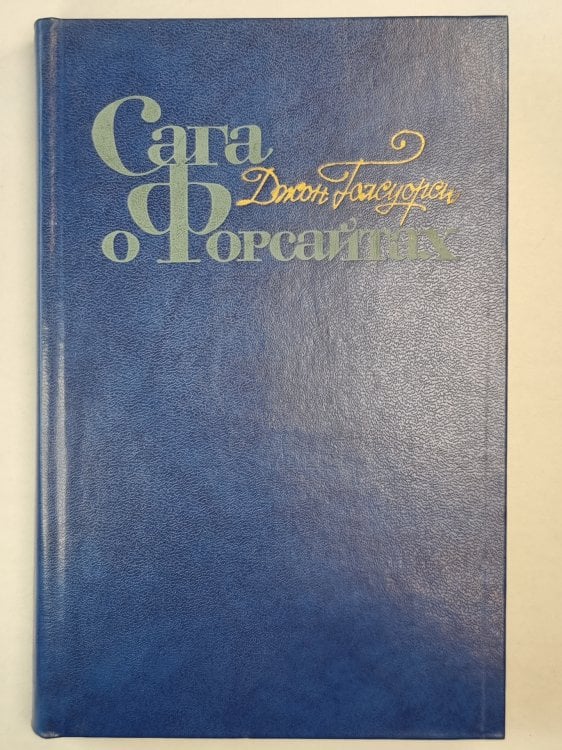 Сага
Джон Голсуорси
о Форсайтах